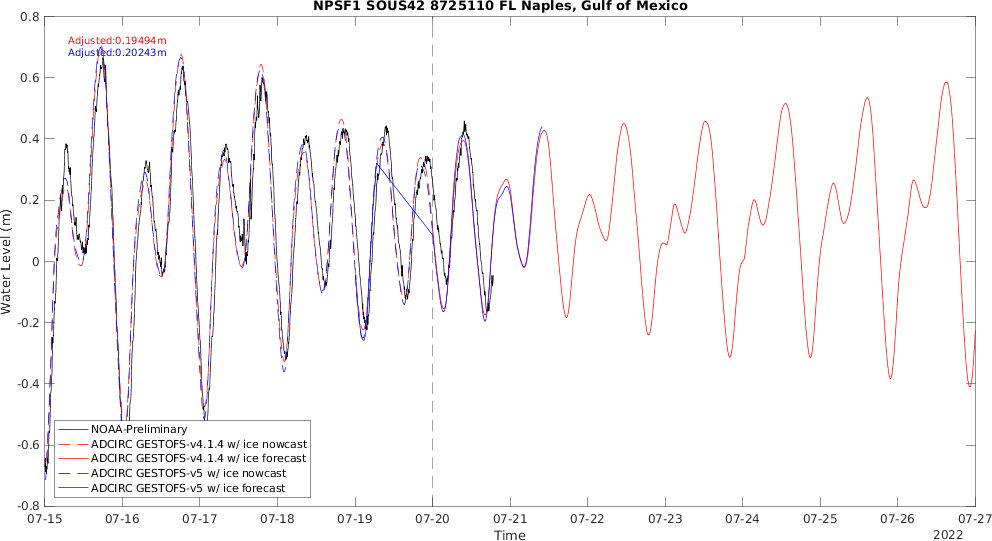 NPSF1 SOUS42 8725110 FL Naples, Gulf of Mexico
Adjusted:0.19494m
Adjusted:0.20243m
0.8
0.6
0.4
0.2
0
-0.2
-0.4
-0.6
-0.8
Water Level (m)
NOAA-Preliminary
ADCIRC GESTOFS-v4.1.4 w/ ice nowcast
ADCIRC GESTOFS-v4.1.4 w/ ice forecast
ADCIRC GESTOFS-v5 w/ ice nowcast
ADCIRC GESTOFS-v5 w/ ice forecast
07-15 07-16 07-17 07-18 07-19 07-20 07-21 07-22 07-23 07-24 07-25 07-26 07-27
Time
2022